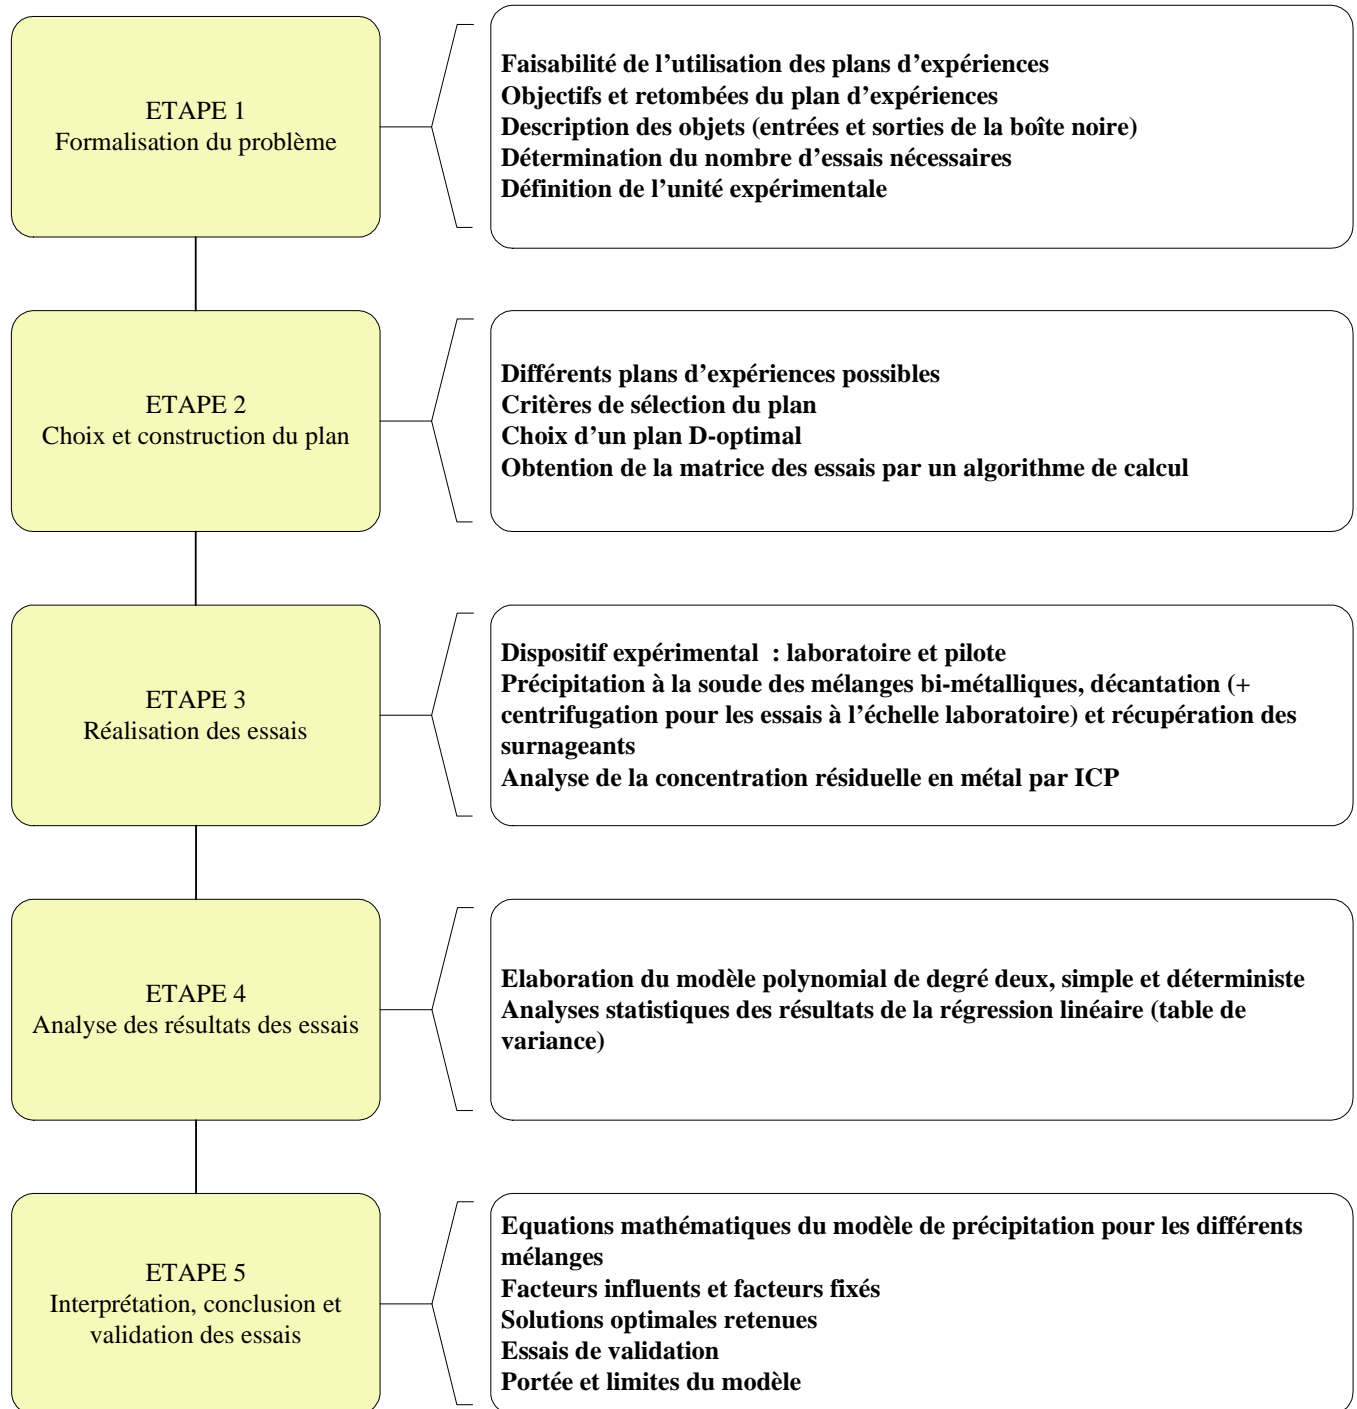 ETAPE 1
Formalisation du problème
Faisabilité de l’utilisation des plans d’expériences
Objectifs et retombées du plan d’expériences
Description des objets (entrées et sorties de la boîte noire)
Détermination du nombre d’essais nécessaires
Définition de l’unité expérimentale
ETAPE 2
Choix et construction du plan
Différents plans d’expériences possibles
Critères de sélection du plan
Choix d’un plan D-optimal
Obtention de la matrice des essais par un algorithme de calcul
ETAPE 3
Réalisation des essais
Dispositif expérimental : laboratoire et pilote
Précipitation à la soude des mélanges bi-métalliques, décantation (+
centrifugation pour les essais à l’échelle laboratoire) et récupération des
surnageants
Analyse de la concentration résiduelle en métal par ICP
ETAPE 4
Analyse des résultats des essais
Elaboration du modèle polynomial de degré deux, simple et déterministe
Analyses statistiques des résultats de la régression linéaire (table de
variance)
ETAPE 5
Interprétation, conclusion et
validation des essais
Equations mathématiques du modèle de précipitation pour les différents
mélanges
Facteurs influents et facteurs fixés
Solutions optimales retenues
Essais de validation
Portée et limites du modèle